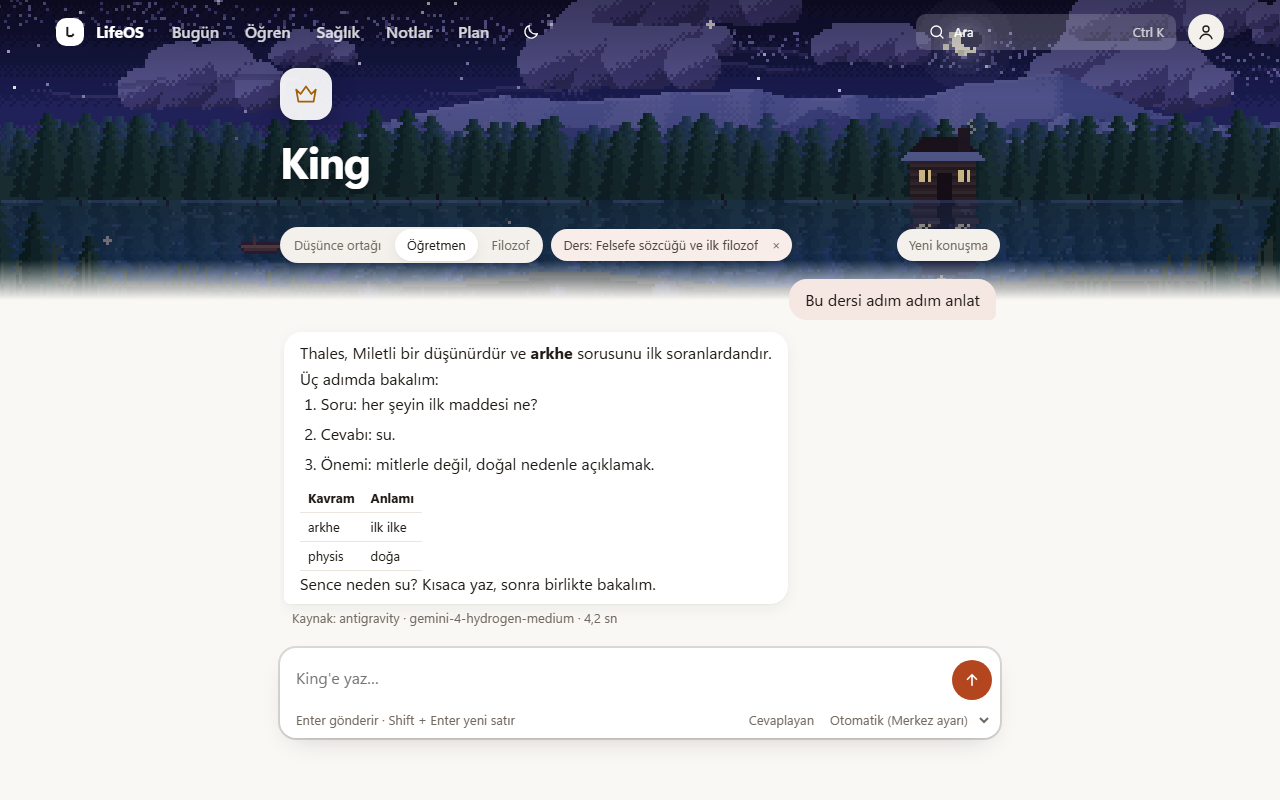 LifeOS
Bugün
Öğren
Sağlık
Notlar
Plan
Ara
Ctrl K
King
Düşünce ortağı
Öğretmen
Filozof
Ders: Felsefe sözcüğü ve ilk filozof ×
Yeni konuşma
Bu dersi adım adım anlat
Thales, Miletli bir düşünürdür ve arkhe sorusunu ilk soranlardandır.
Üç adımda bakalım:
1. Soru: her şeyin ilk maddesi ne?
2. Cevabı: su.
3. Önemi: mitlerle değil, doğal nedenle açıklamak.
Kavram Anlamı
arkhe ilk ilke
physis doğa
Sence neden su? Kısaca yaz, sonra birlikte bakalım.
Kaynak: antigravity · gemini-4-hydrogen-medium · 4,2 sn
King'e yaz...
Enter gönderir · Shift + Enter yeni satır
Cevaplayan
Otomatik (Merkez ayarı)